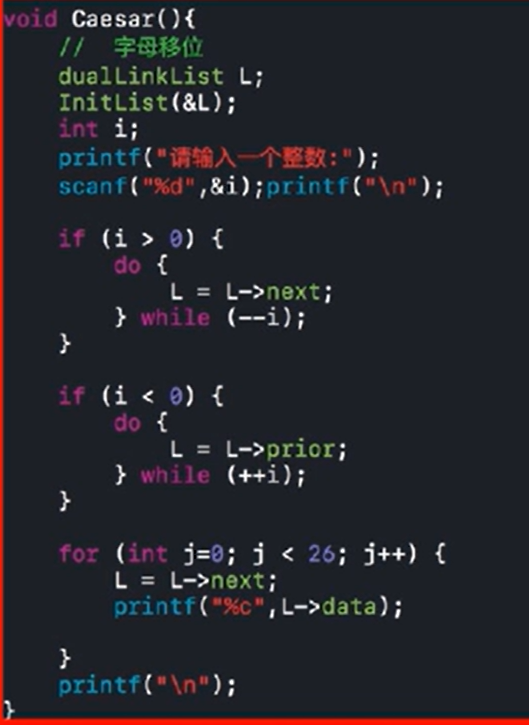 void Caesar(){
    //  字母移位
    dualLinkList L;
    InitList(&L);
    int i;
    printf("请输入一个整数:");
    scanf("%d",&i);printf("\n");

    if (i > 0) {
        do {
            L = L->next;
        } while (--i);
    }

    if (i < 0) {
        do {
            L = L->prior;
        } while (++i);
    }

    for (int j=0; j < 26; j++) {
        L = L->next;
        printf("%c",L->data);

    }
    printf("\n");
}